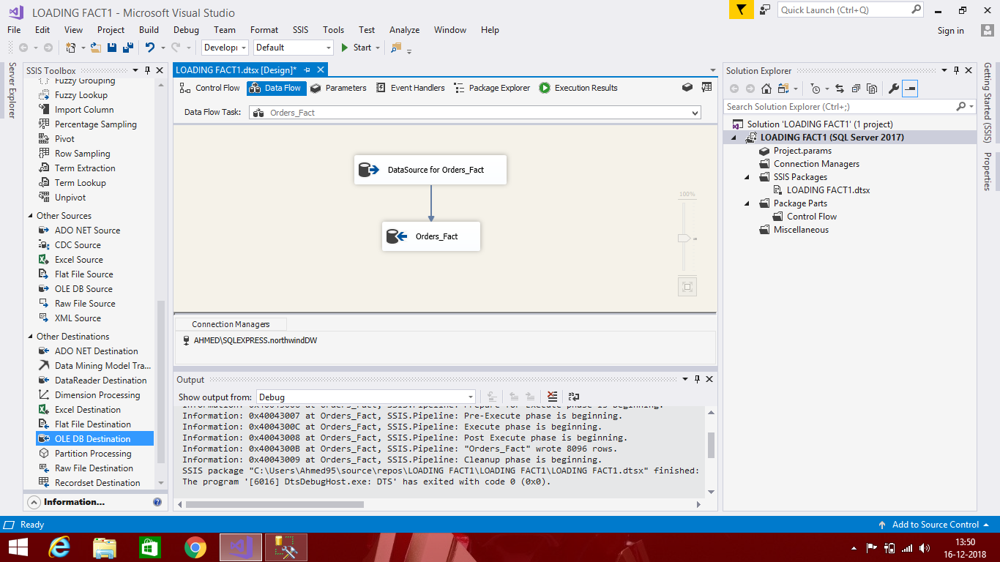 LOADING FACT1 - Microsoft Visual Studio
Quick Launch (Ctrl+Q)
File Edit View Project Build Debug Team Format SSIS Tools Test Analyze Window Help
Sign in
Develop Default Start
Server Explorer
SSIS Toolbox
Fuzzy Grouping
Fuzzy Lookup
Import Column
Percentage Sampling
Pivot
Row Sampling
Term Extraction
Term Lookup
Unpivot
Other Sources
ADO NET Source
CDC Source
Excel Source
Flat File Source
OLE DB Source
Raw File Source
XML Source
Other Destinations
ADO NET Destination
Data Mining Model Tra...
DataReader Destination
Dimension Processing
Excel Destination
Flat File Destination
OLE DB Destination
Partition Processing
Raw File Destination
Recordset Destination
Information...
LOADING FACT1.dtsx [Design]*
Control Flow Data Flow Parameters Event Handlers Package Explorer Execution Results
Data Flow Task: Orders_Fact
DataSource for Orders_Fact
Orders_Fact
100%
Connection Managers
AHMED\SQLEXPRESS.northwindDW
Output
Show output from: Debug
Information: 0x40043006 at Orders_Fact, SSIS.Pipeline: Prepare for Execute phase is beginning.
Information: 0x40043007 at Orders_Fact, SSIS.Pipeline: Pre-Execute phase is beginning.
Information: 0x4004300C at Orders_Fact, SSIS.Pipeline: Execute phase is beginning.
Information: 0x40043008 at Orders_Fact, SSIS.Pipeline: Post Execute phase is beginning.
Information: 0x4004300B at Orders_Fact, SSIS.Pipeline: "Orders_Fact" wrote 8096 rows.
Information: 0x40043009 at Orders_Fact, SSIS.Pipeline: Cleanup phase is beginning.
SSIS package "C:\Users\Ahmed95\source\repos\LOADING FACT1\LOADING FACT1\LOADING FACT1.dtsx" finished:
The program '[6016] DtsDebugHost.exe: DTS' has exited with code 0 (0x0).
Solution Explorer
Search Solution Explorer (Ctrl+;)
Solution 'LOADING FACT1' (1 project)
LOADING FACT1 (SQL Server 2017)
Project.params
Connection Managers
SSIS Packages
LOADING FACT1.dtsx
Package Parts
Control Flow
Miscellaneous
Getting Started (SSIS)
Properties
Ready
Add to Source Control
13:50
16-12-2018